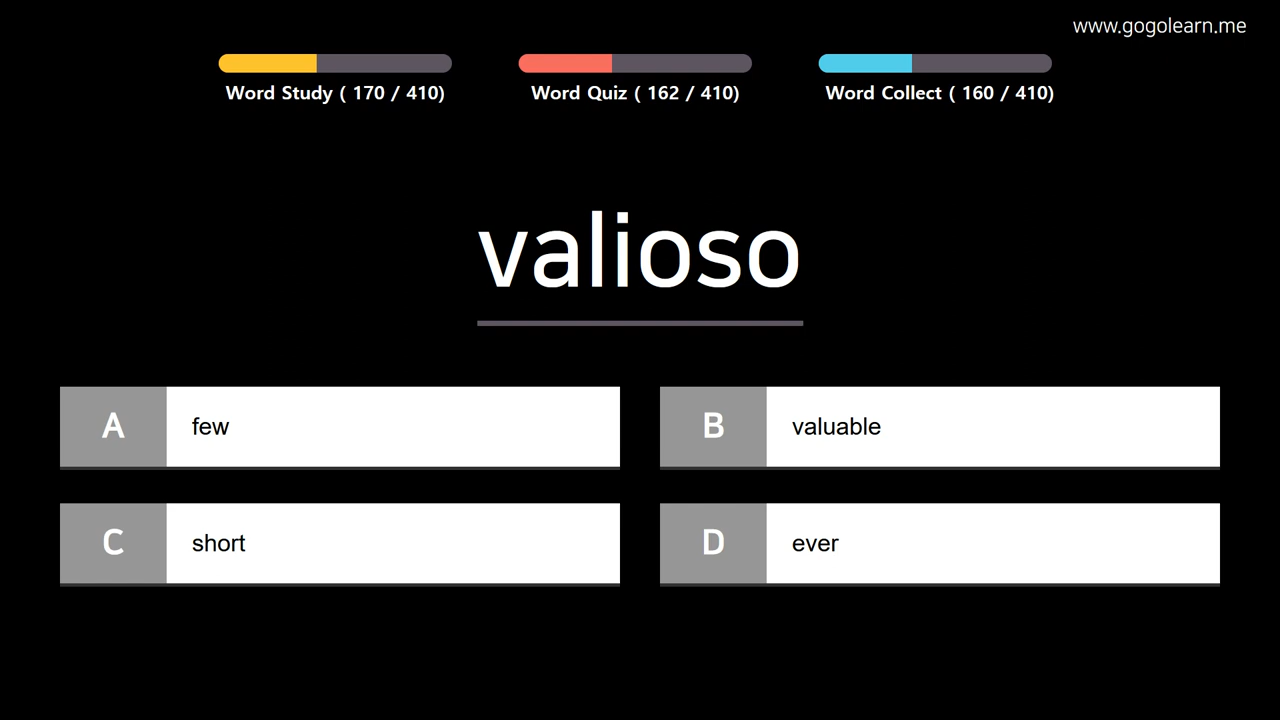 www.gogolearn.me
Word Study ( 170 / 410)
Word Quiz ( 162 / 410)
Word Collect ( 160 / 410)
valioso
A few
B valuable
C short
D ever